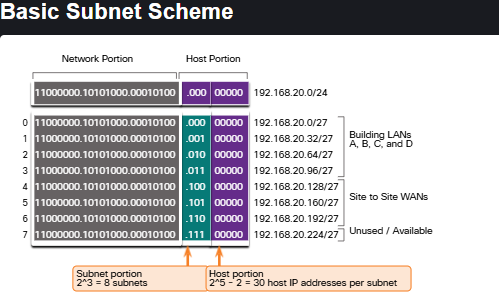 Basic Subnet Scheme
Network Portion Host Portion
11000000.10101000.00010100 .000 00000 192.168.20.0/24
0 11000000.10101000.00010100 .000 00000 192.168.20.0/27
1 11000000.10101000.00010100 .001 00000 192.168.20.32/27
2 11000000.10101000.00010100 .010 00000 192.168.20.64/27
3 11000000.10101000.00010100 .011 00000 192.168.20.96/27
Building LANs
A, B, C, and D
4 11000000.10101000.00010100 .100 00000 192.168.20.128/27
5 11000000.10101000.00010100 .101 00000 192.168.20.160/27
6 11000000.10101000.00010100 .110 00000 192.168.20.192/27
Site to Site WANs
7 11000000.10101000.00010100 .111 00000 192.168.20.224/27
Unused / Available
Subnet portion
2^3 = 8 subnets
Host portion
2^5 − 2 = 30 host IP addresses per subnet